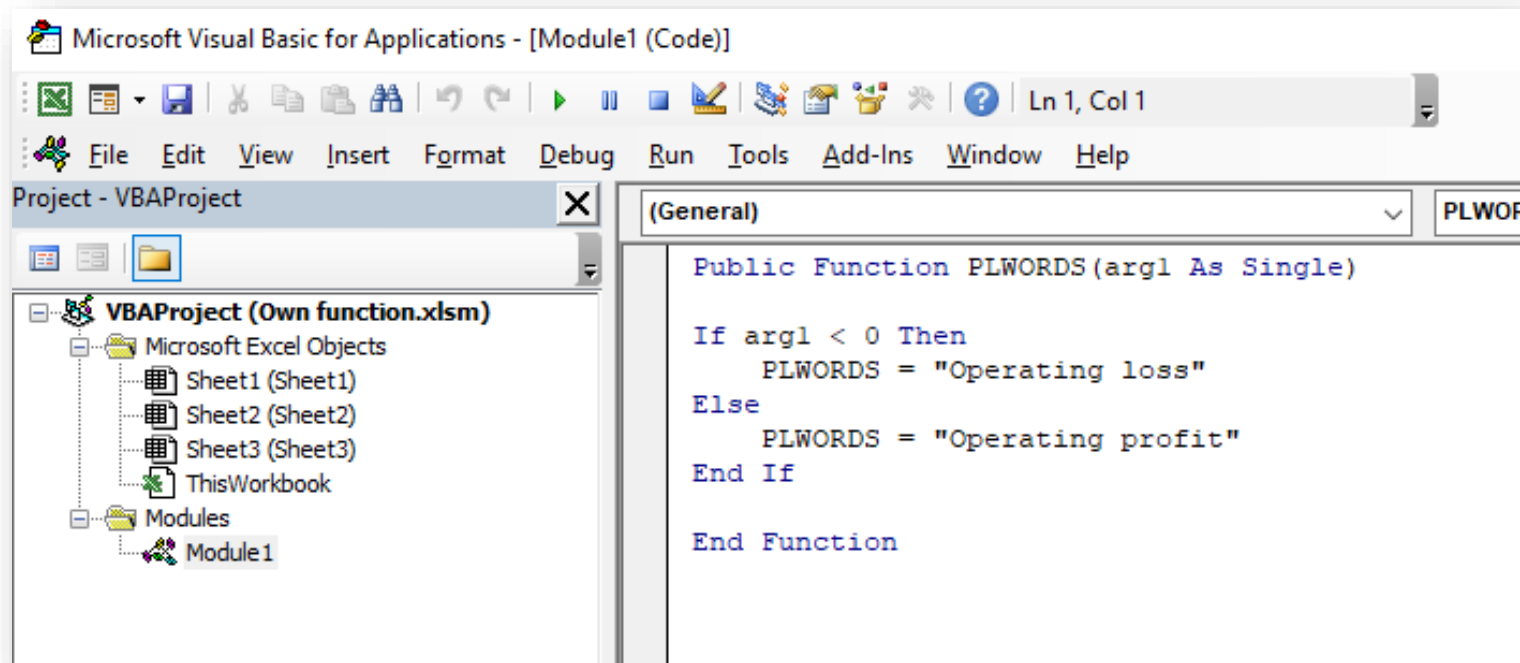 Microsoft Visual Basic for Applications - [Module1 (Code)]
Ln 1, Col 1
File Edit View Insert Format Debug Run Tools Add-Ins Window Help
Project - VBAProject
(General)
PLWOR
VBAProject (Own function.xlsm)
Microsoft Excel Objects
Sheet1 (Sheet1)
Sheet2 (Sheet2)
Sheet3 (Sheet3)
ThisWorkbook
Modules
Module1
Public Function PLWORDS(arg1 As Single)
If arg1 < 0 Then
PLWORDS = "Operating loss"
Else
PLWORDS = "Operating profit"
End If
End Function